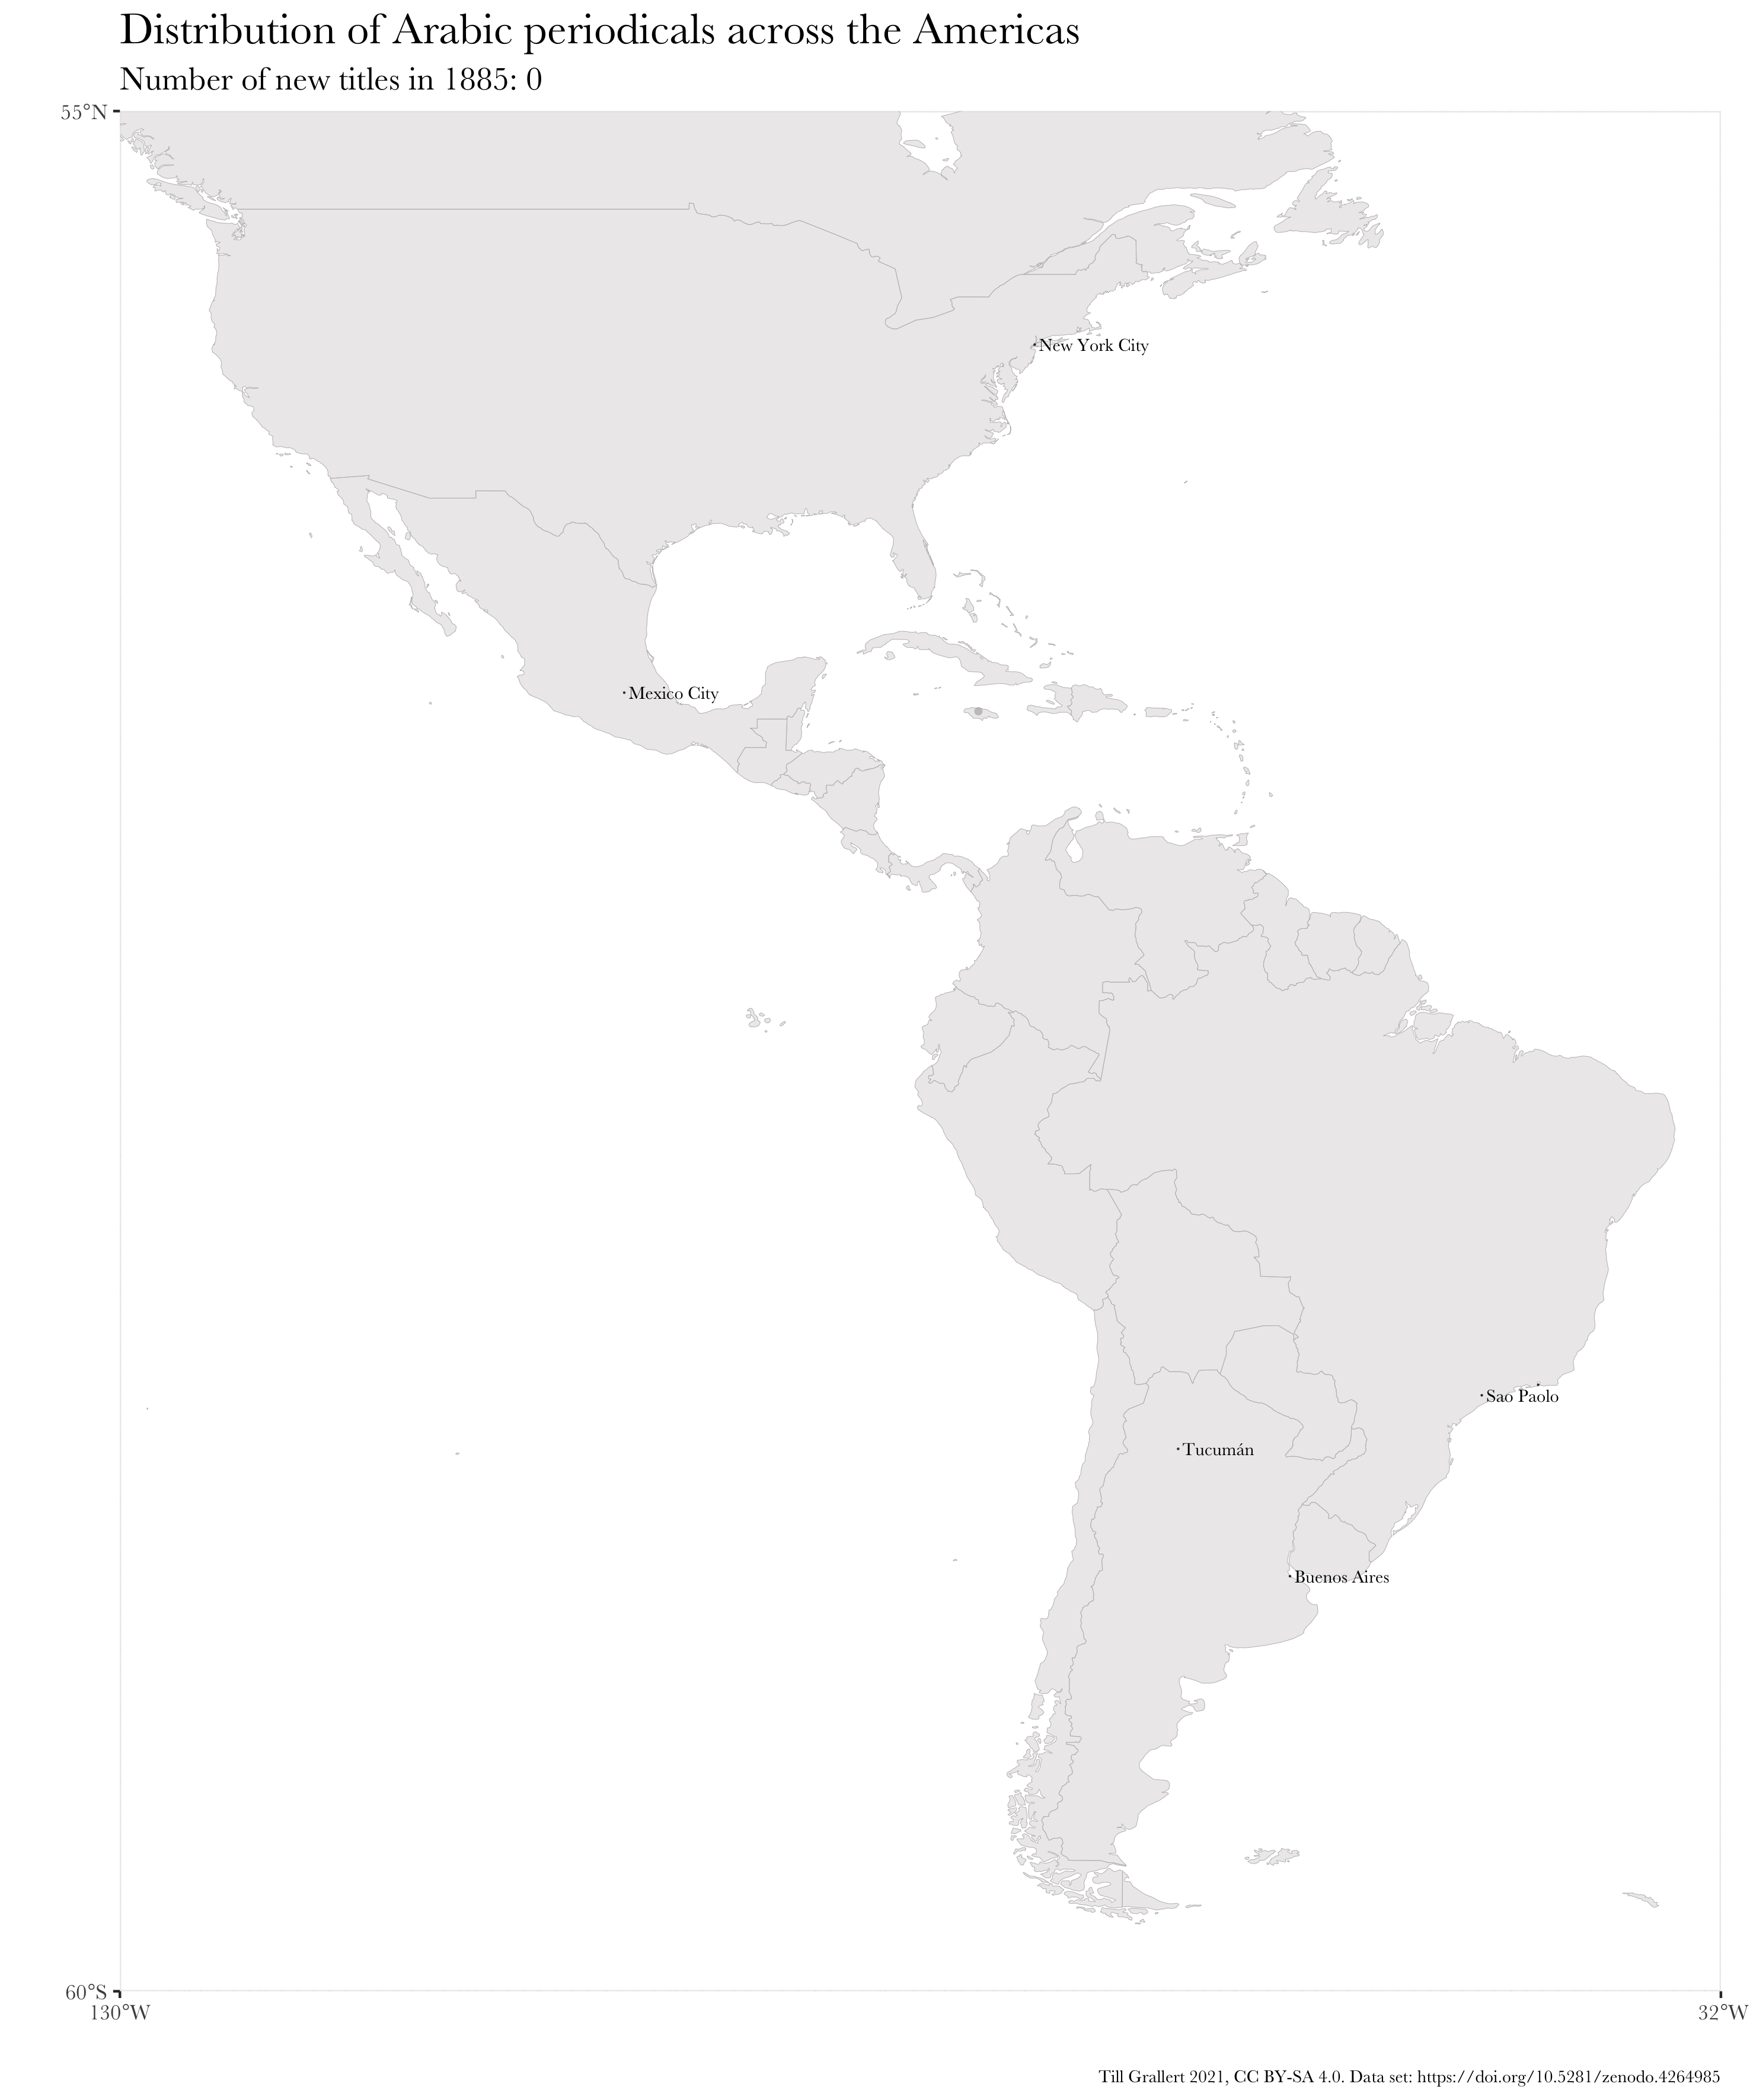 Distribution of Arabic periodicals across the Americas
Number of new titles in 1885: 0
55°N
New York City
Mexico City
Sao Paolo
Tucumán
Buenos Aires
60°S
130°W
32°W
Till Grallert 2021, CC BY-SA 4.0. Data set: https://doi.org/10.5281/zenodo.4264985